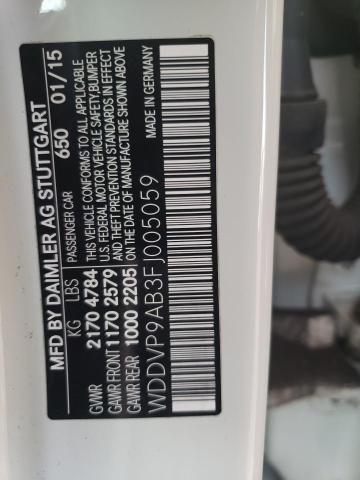 MFD BY DAIMLER AG STUTTGART
650 01/15
KG LBS PASSENGER CAR
GVWR 2170 4784 THIS VEHICLE CONFORMS TO ALL APPLICABLE
GAWR FRONT 1170 2579 U.S. FEDERAL MOTOR VEHICLE SAFETY, BUMPER
GAWR REAR 1000 2205 AND THEFT PREVENTION STANDARDS IN EFFECT
ON THE DATE OF MANUFACTURE SHOWN ABOVE
WDDVP9AB3FJ005059 MADE IN GERMANY